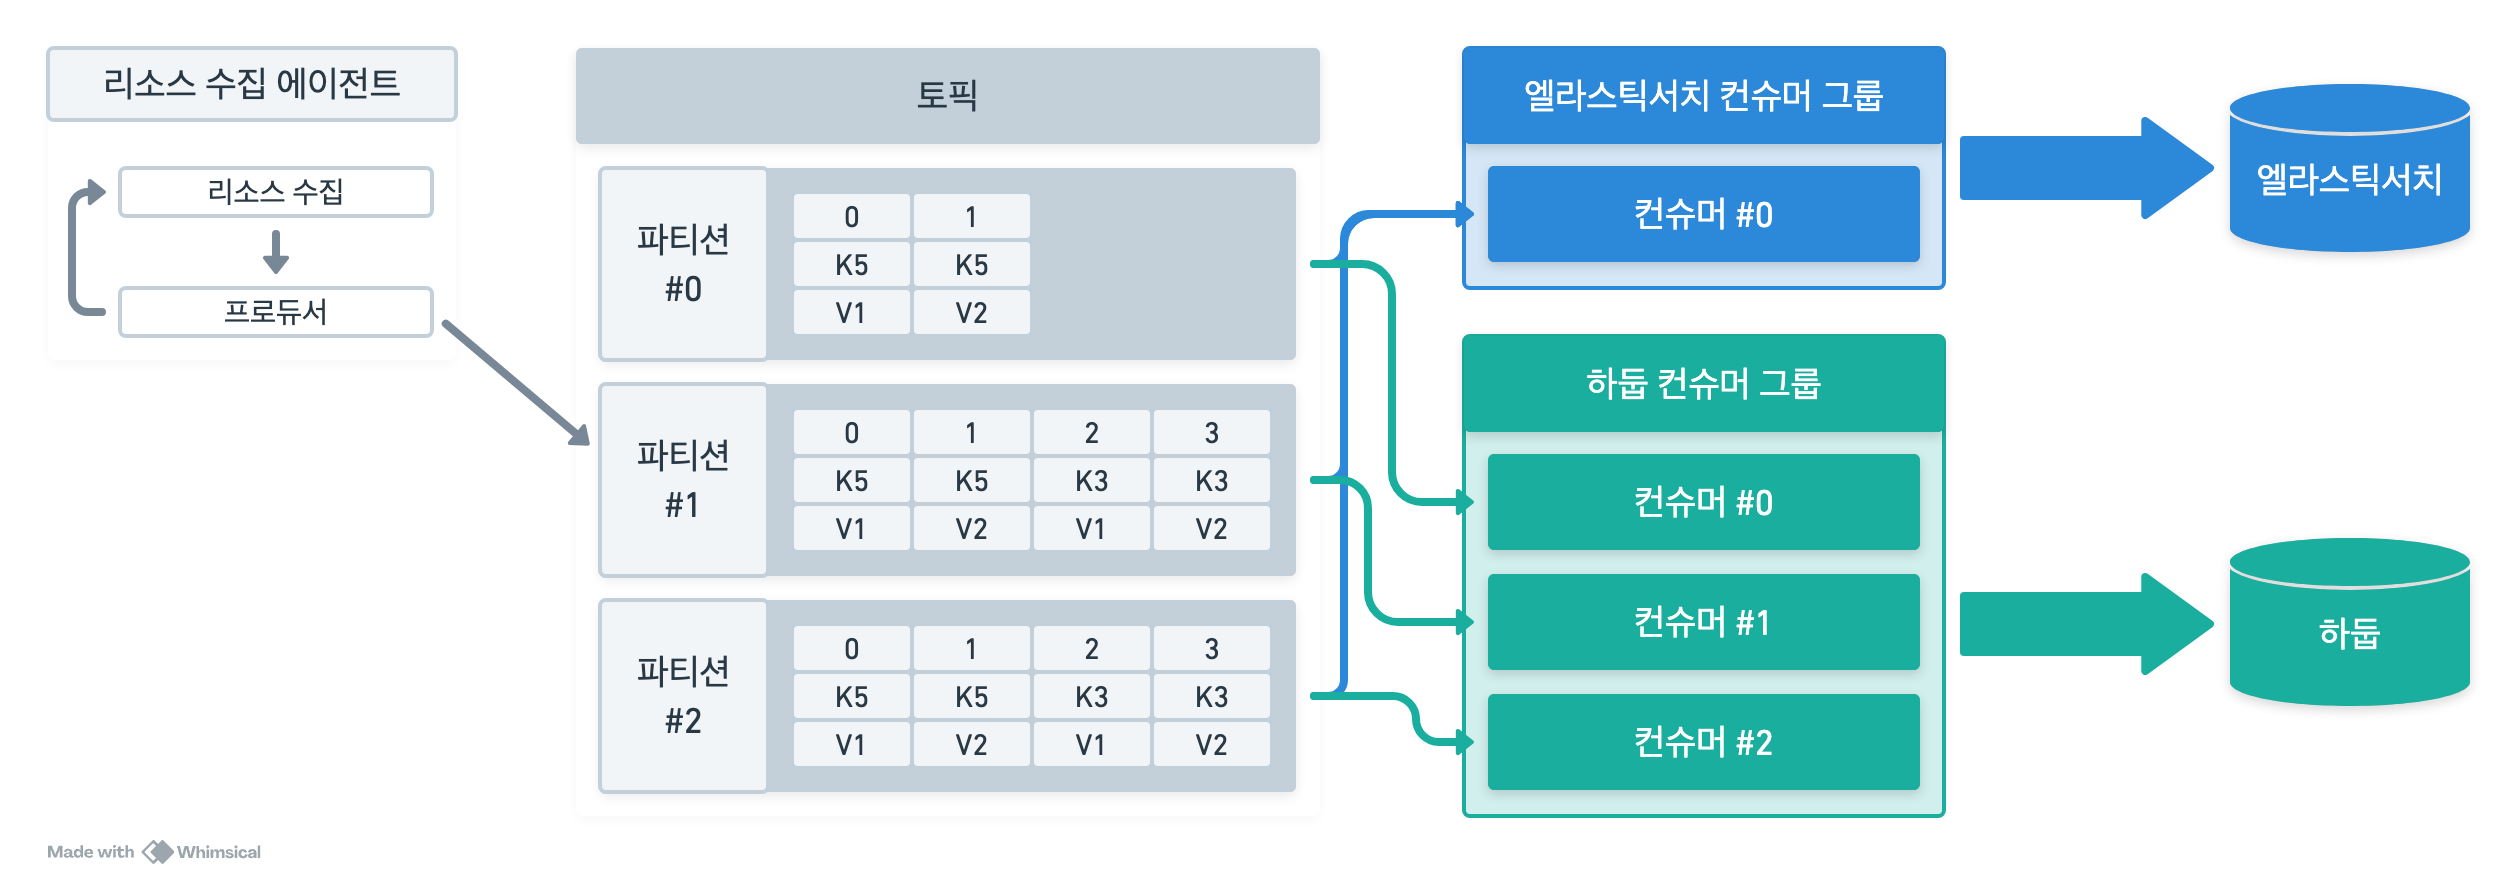 리소스 수집 에이전트
리소스 수집
프로듀서
토픽
파티션
#0
0 1
K5 K5
V1 V2
파티션
#1
0 1 2 3
K5 K5 K3 K3
V1 V2 V1 V2
파티션
#2
0 1 2 3
K5 K5 K3 K3
V1 V2 V1 V2
엘라스틱서치 컨슈머 그룹
컨슈머 #0
하둡 컨슈머 그룹
컨슈머 #0
컨슈머 #1
컨슈머 #2
엘라스틱서치
하둡
Made with Whimsical